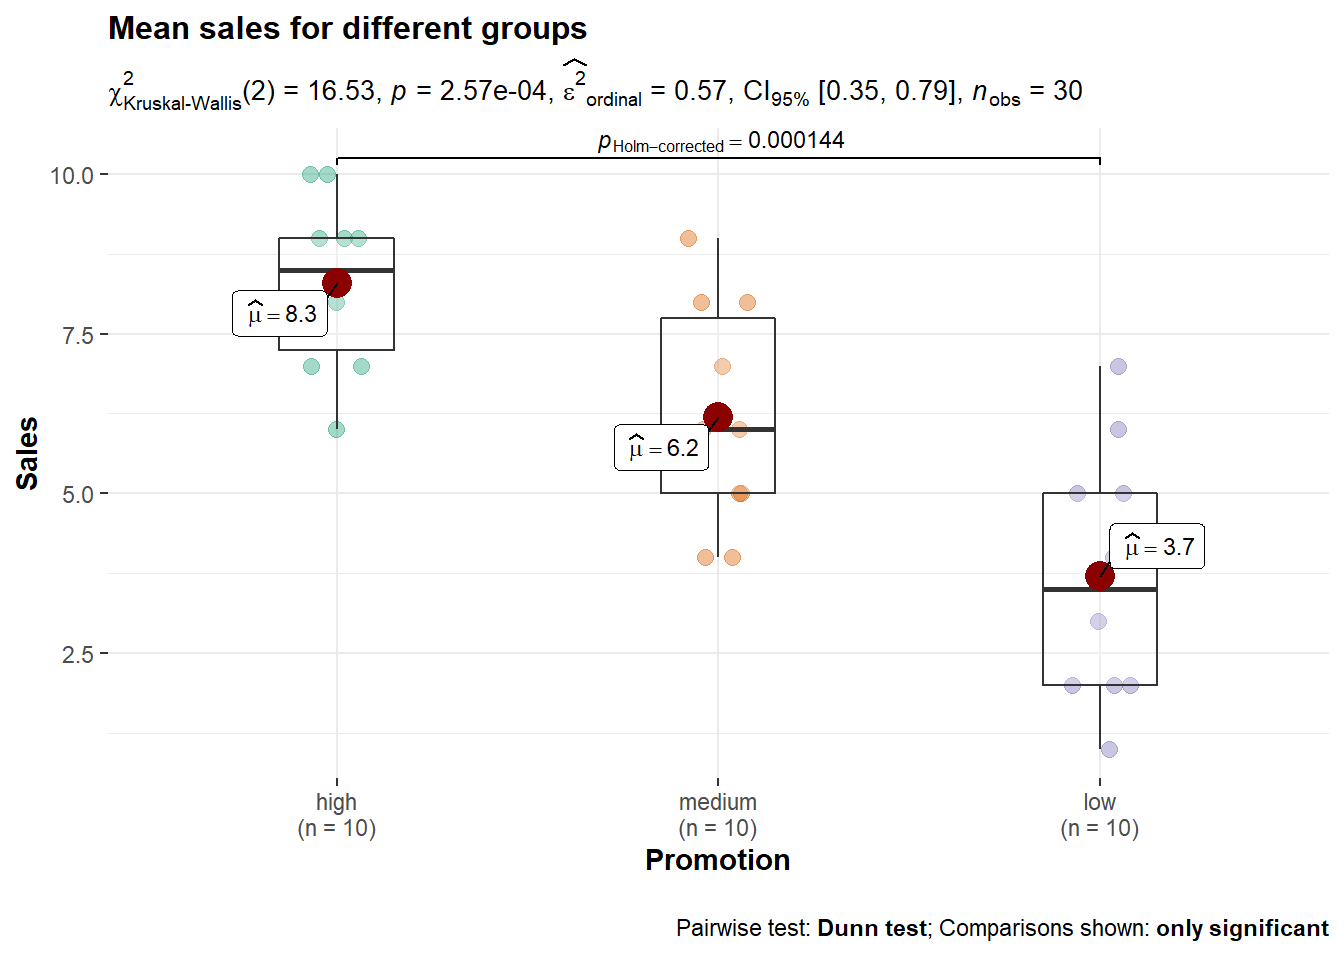 Mean sales for different groups
χ²Kruskal-Wallis(2) = 16.53, p = 2.57e-04, ε̂²ordinal = 0.57, CI95% [0.35, 0.79], nobs = 30
pHolm−corrected = 0.000144
10.0
7.5
5.0
2.5
Sales
μ̂ = 8.3
μ̂ = 6.2
μ̂ = 3.7
high
(n = 10)
medium
(n = 10)
low
(n = 10)
Promotion
Pairwise test: Dunn test; Comparisons shown: only significant